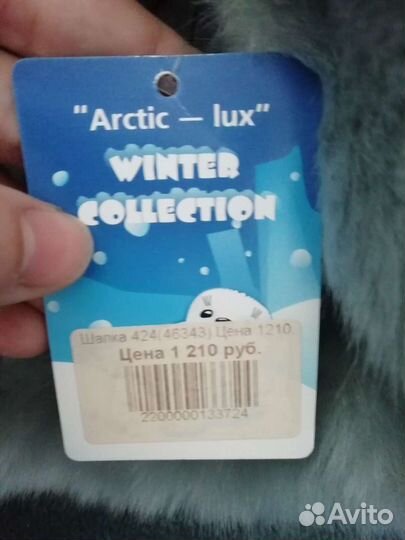 "Arctic — lux"
WINTER
COLLECTION
Шапка 424(46343) Цена 1210
Цена 1 210 руб.
2200000133724
Avito